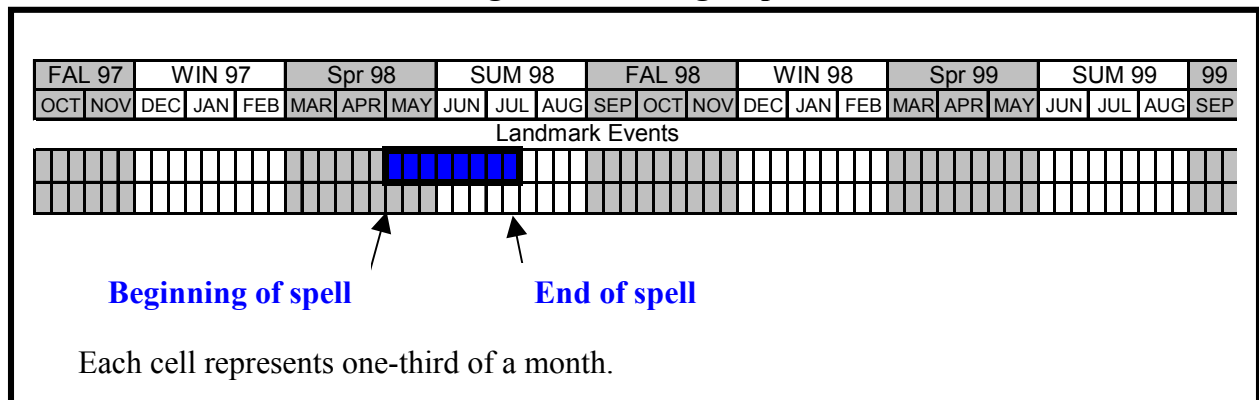 FAL 97 WIN 97 Spr 98 SUM 98 FAL 98 WIN 98 Spr 99 SUM 99 99
OCT NOV DEC JAN FEB MAR APR MAY JUN JUL AUG SEP OCT NOV DEC JAN FEB MAR APR MAY JUN JUL AUG SEP
Landmark Events
Beginning of spell End of spell
Each cell represents one-third of a month.